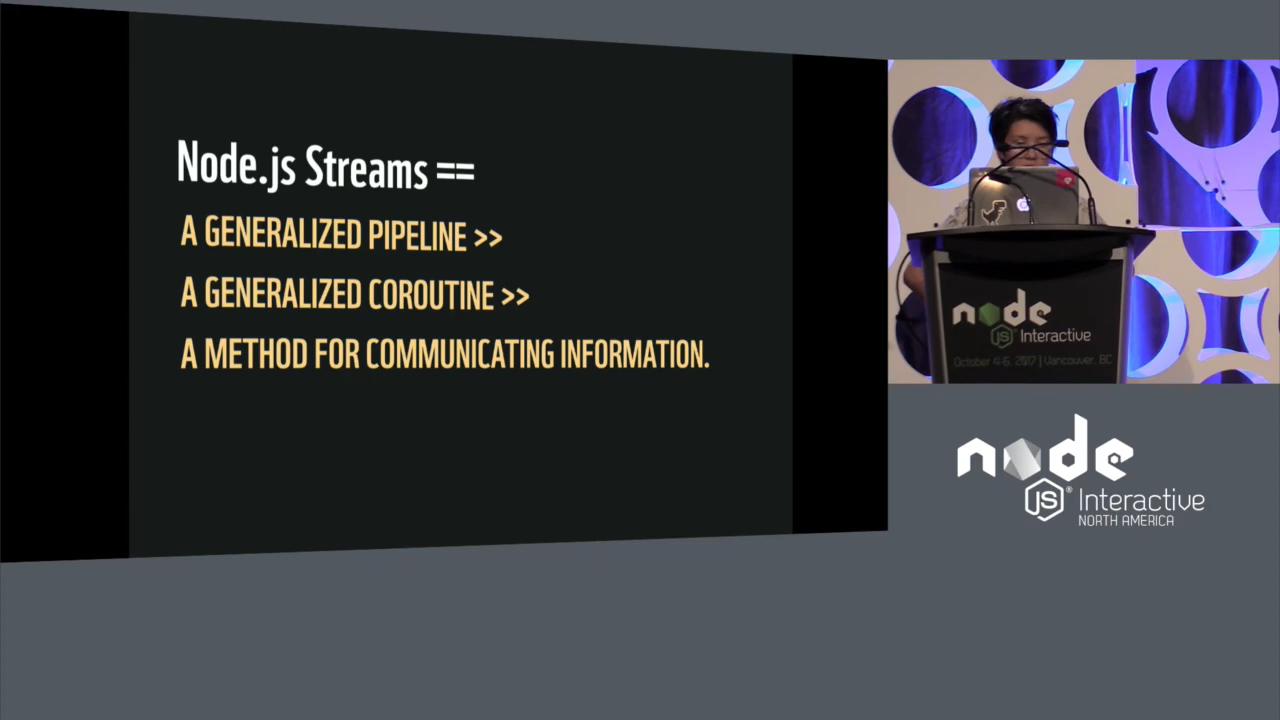 Node.js Streams ==
A GENERALIZED PIPELINE >>
A GENERALIZED COROUTINE >>
A METHOD FOR COMMUNICATING INFORMATION.
node
JS Interactive
October 4-6, 2017 | Vancouver, BC
node
JS® Interactive
NORTH AMERICA